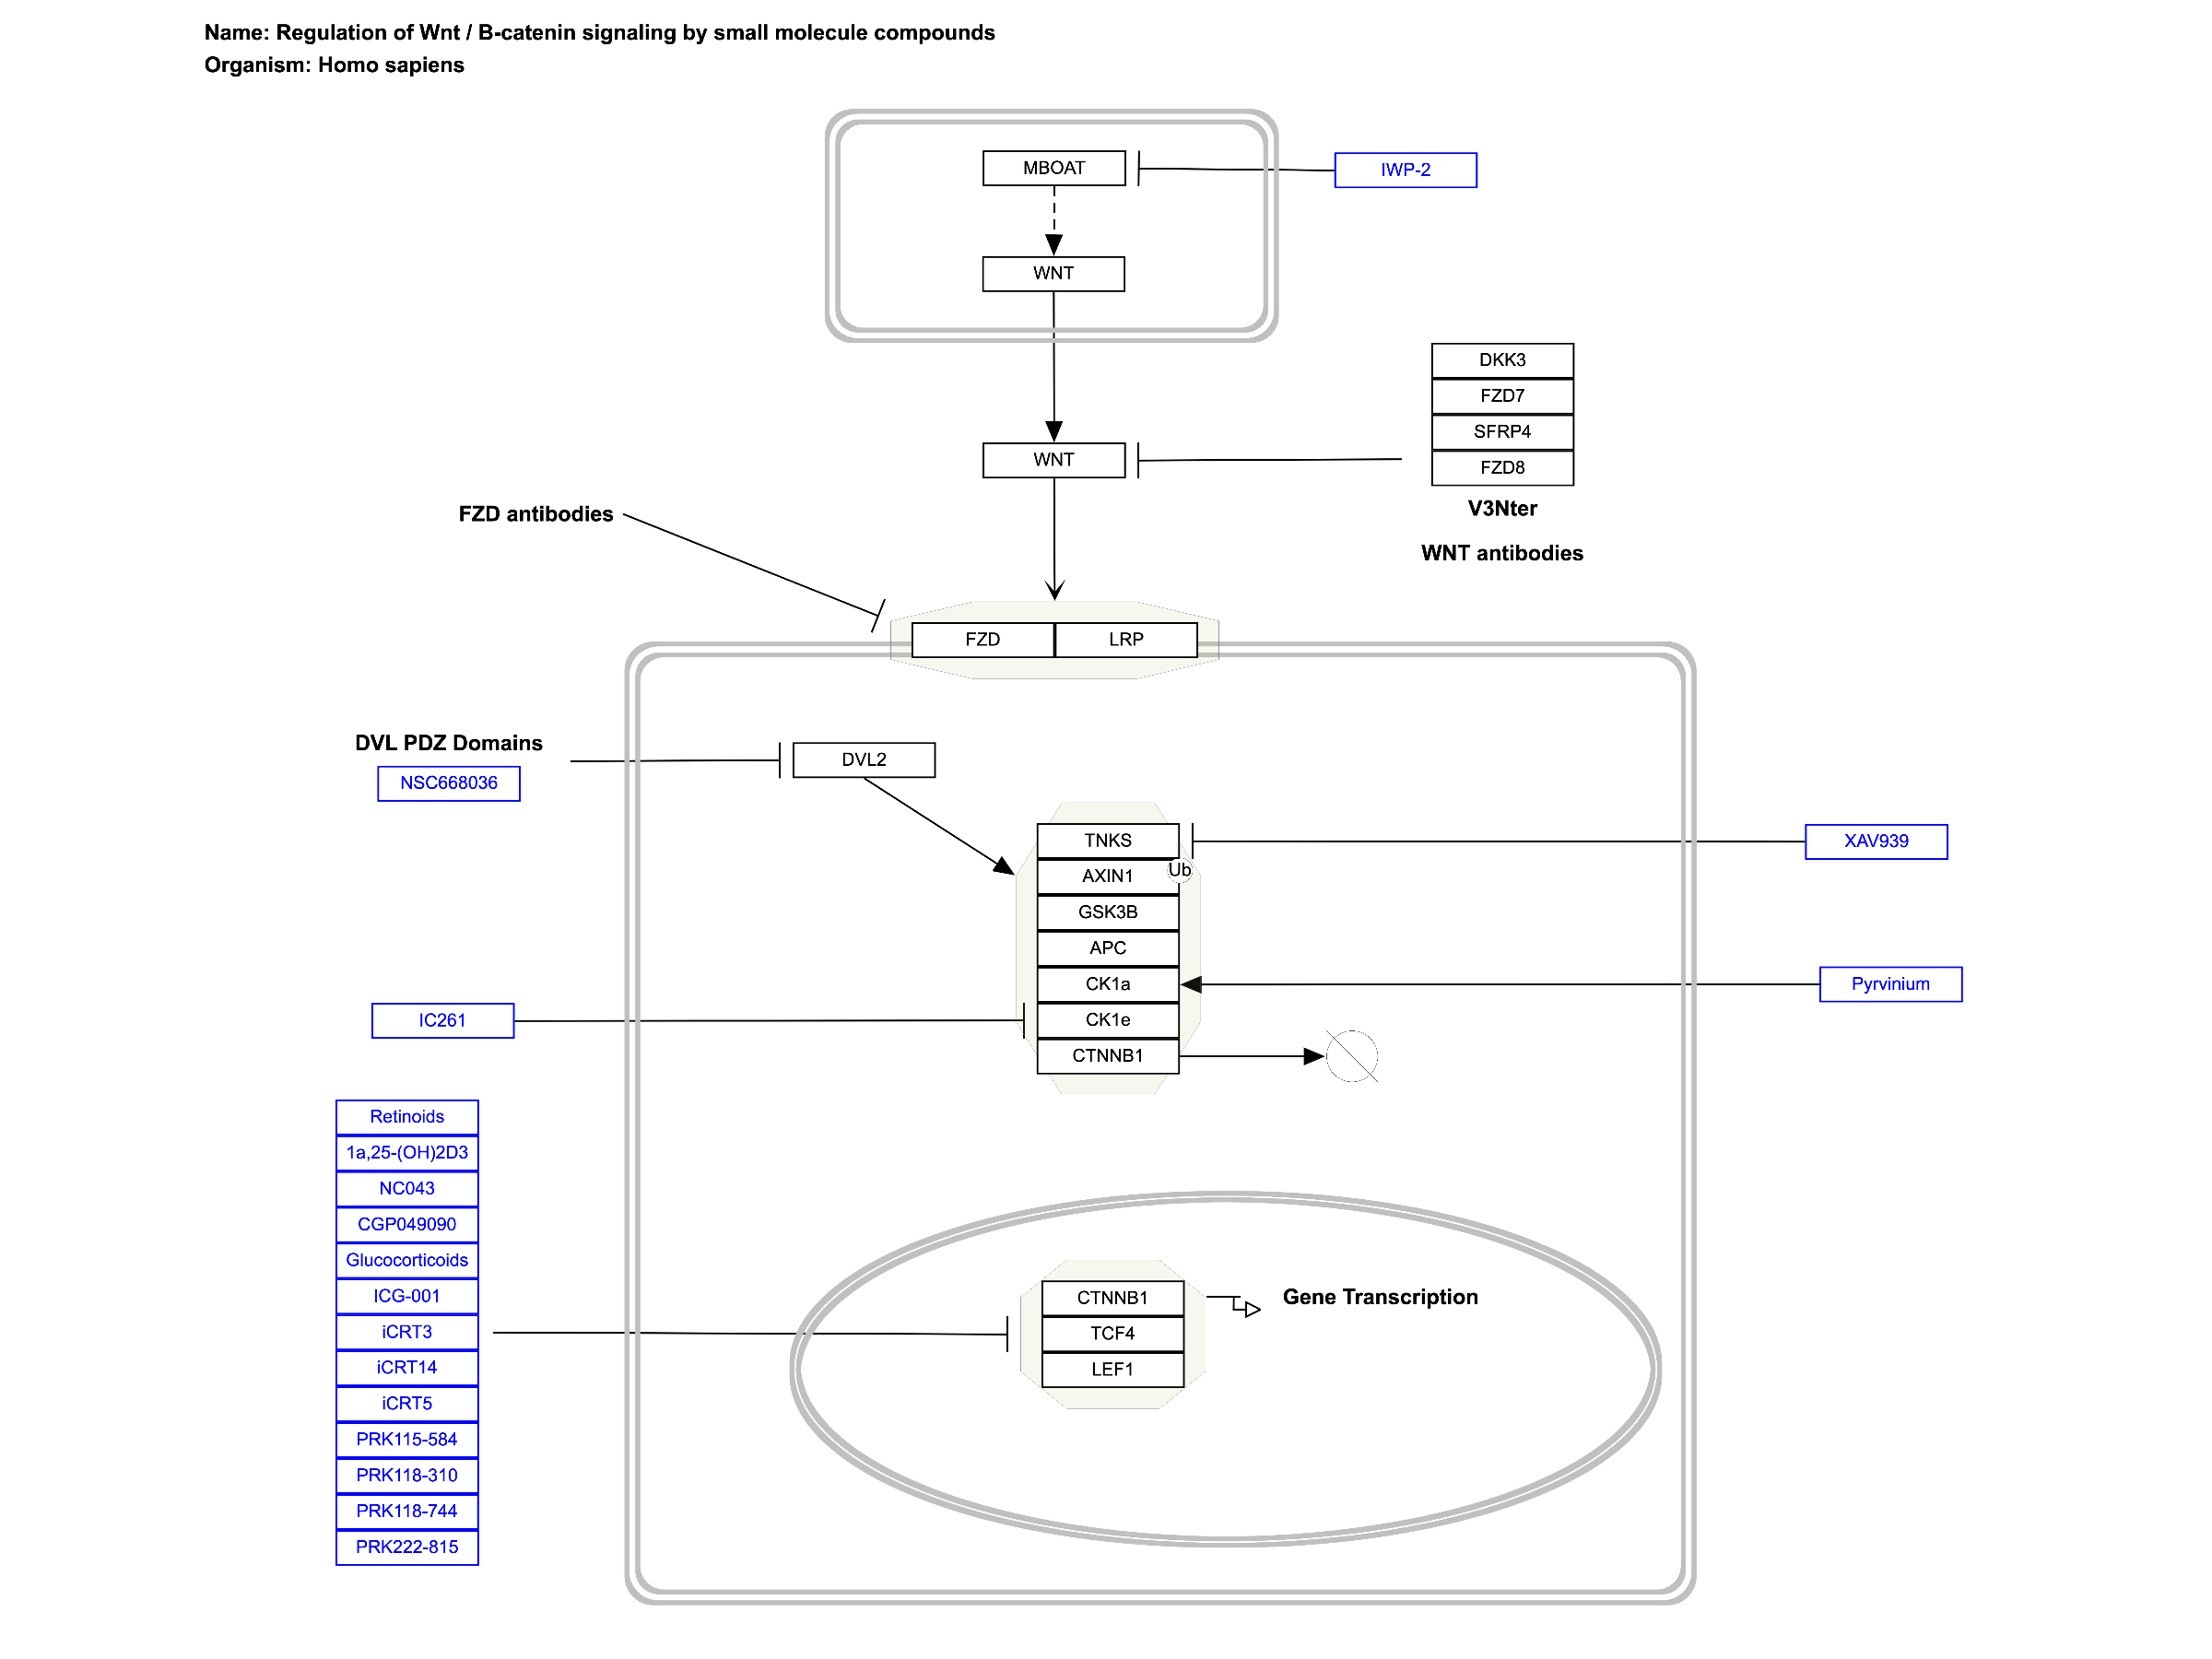 Name: Regulation of Wnt / B-catenin signaling by small molecule compounds
Organism: Homo sapiens
MBOAT
IWP-2
WNT
DKK3
FZD7
SFRP4
WNT
FZD8
V3Nter
FZD antibodies
WNT antibodies
FZD
LRP
DVL PDZ Domains
DVL2
NSC668036
TNKS
XAV939
Ub
AXIN1
GSK3B
APC
CK1a
Pyrvinium
IC261
CK1e
CTNNB1
Retinoids
1a,25-(OH)2D3
NC043
CGP049090
Glucocorticoids
ICG-001
CTNNB1
Gene Transcription
iCRT3
TCF4
iCRT14
LEF1
iCRT5
PRK115-584
PRK118-310
PRK118-744
PRK222-815